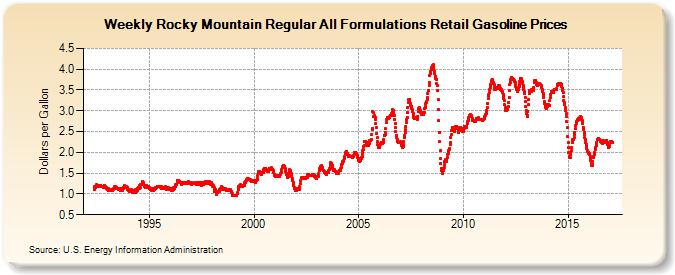 Weekly Rocky Mountain Regular All Formulations Retail Gasoline Prices
Dollars per Gallon
4.5
4.0
3.5
3.0
2.5
2.0
1.5
1.0
0.5
1995 2000 2005 2010 2015
Source: U.S. Energy Information Administration